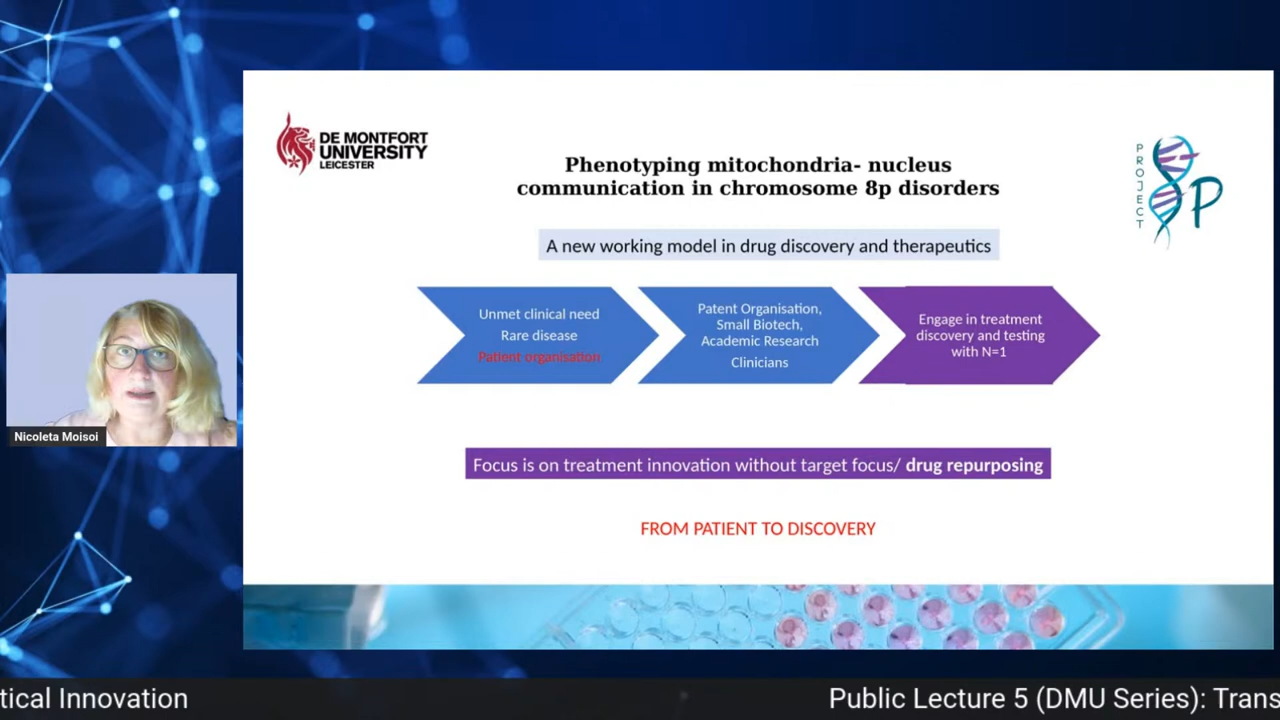 DE MONTFORT
UNIVERSITY
LEICESTER
Phenotyping mitochondria- nucleus
communication in chromosome 8p disorders
PROJECT
8P
A new working model in drug discovery and therapeutics
Unmet clinical need
Rare disease
Patient organisation
Patent Organisation,
Small Biotech,
Academic Research
Clinicians
Engage in treatment
discovery and testing
with N=1
Nicoleta Moisoi
Focus is on treatment innovation without target focus/ drug repurposing
FROM PATIENT TO DISCOVERY
tical Innovation
Public Lecture 5 (DMU Series): Trans